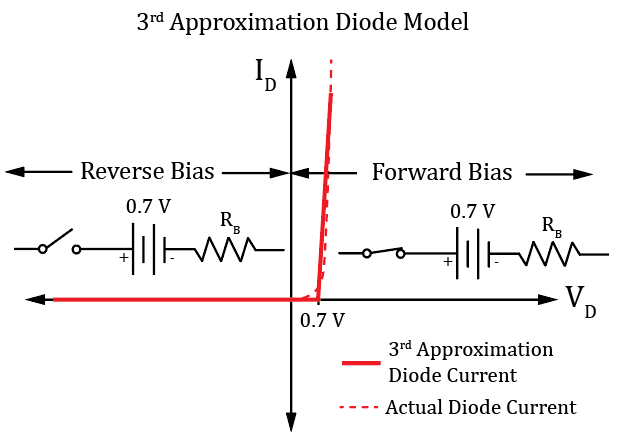 3rd Approximation Diode Model
ID
Reverse Bias
Forward Bias
0.7 V
RB
+
-
0.7 V
RB
+
-
VD
0.7 V
3rd Approximation
Diode Current
Actual Diode Current